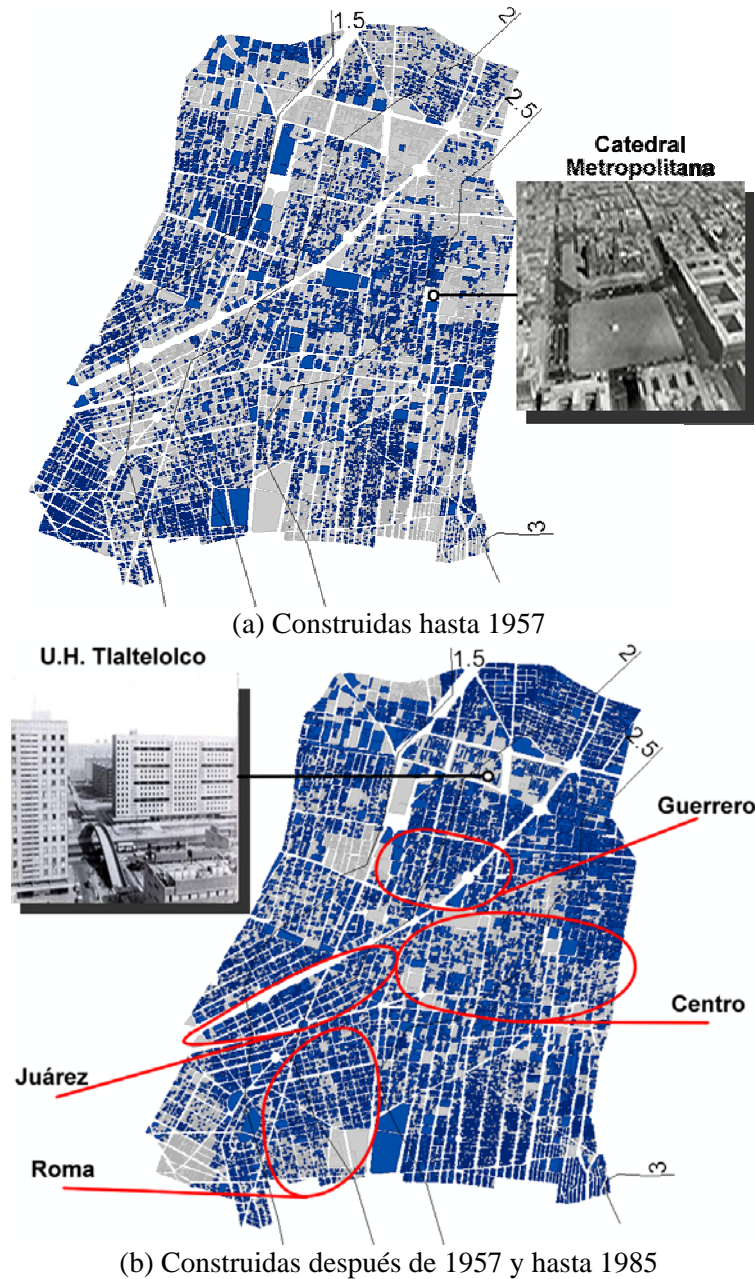 1.5
2
2.5
Catedral
Metropolitana
3
(a) Construidas hasta 1957
U.H. Tlaltelolco
1.5
2
2.5
Guerrero
Centro
Juárez
Roma
3
(b) Construidas después de 1957 y hasta 1985